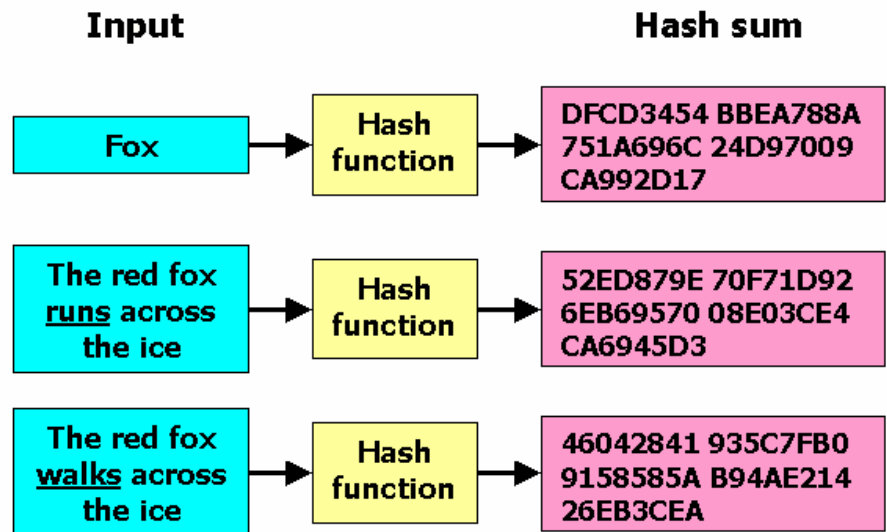 Input
Hash sum
Fox
Hash
function
DFCD3454 BBEA788A
751A696C 24D97009
CA992D17
The red fox
runs across
the ice
Hash
function
52ED879E 70F71D92
6EB69570 08E03CE4
CA6945D3
The red fox
walks across
the ice
Hash
function
46042841 935C7FB0
9158585A B94AE214
26EB3CEA